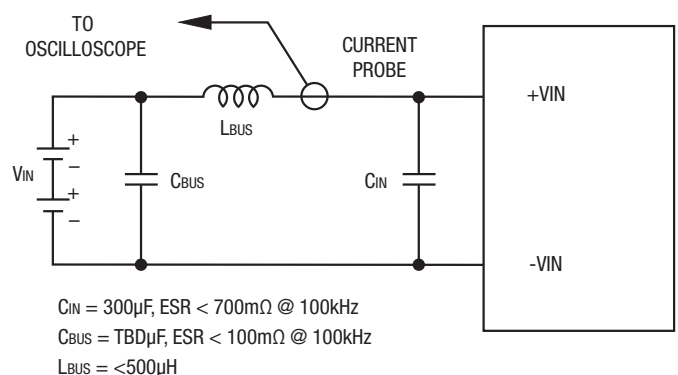 TO
OSCILLOSCOPE
CURRENT
PROBE
+VIN
LBUS
+
VIN
−
+
−
CBUS
CIN
-VIN
CIN = 300µF, ESR < 700mΩ @ 100kHz
CBUS = TBDµF, ESR < 100mΩ @ 100kHz
LBUS = <500µH